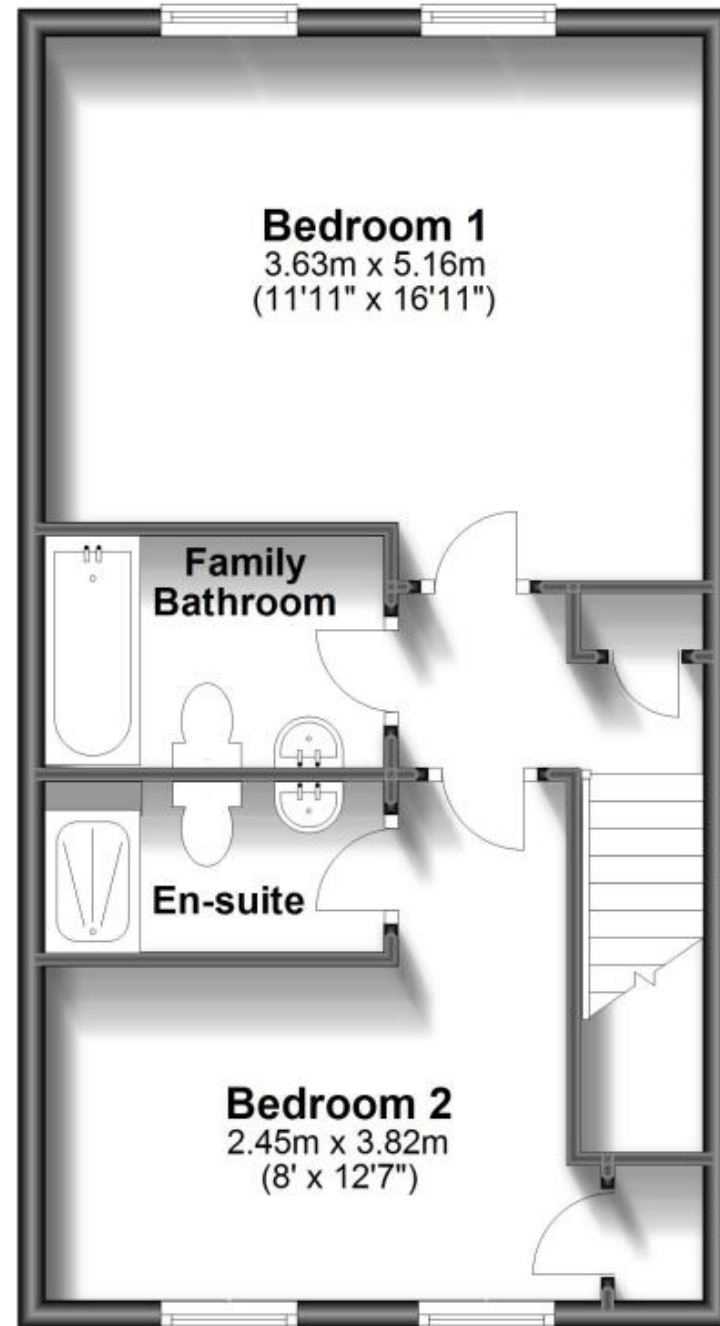 Bedroom 1
3.63m x 5.16m
(11'11" x 16'11")
Family
Bathroom
En-suite
Bedroom 2
2.45m x 3.82m
(8' x 12'7")